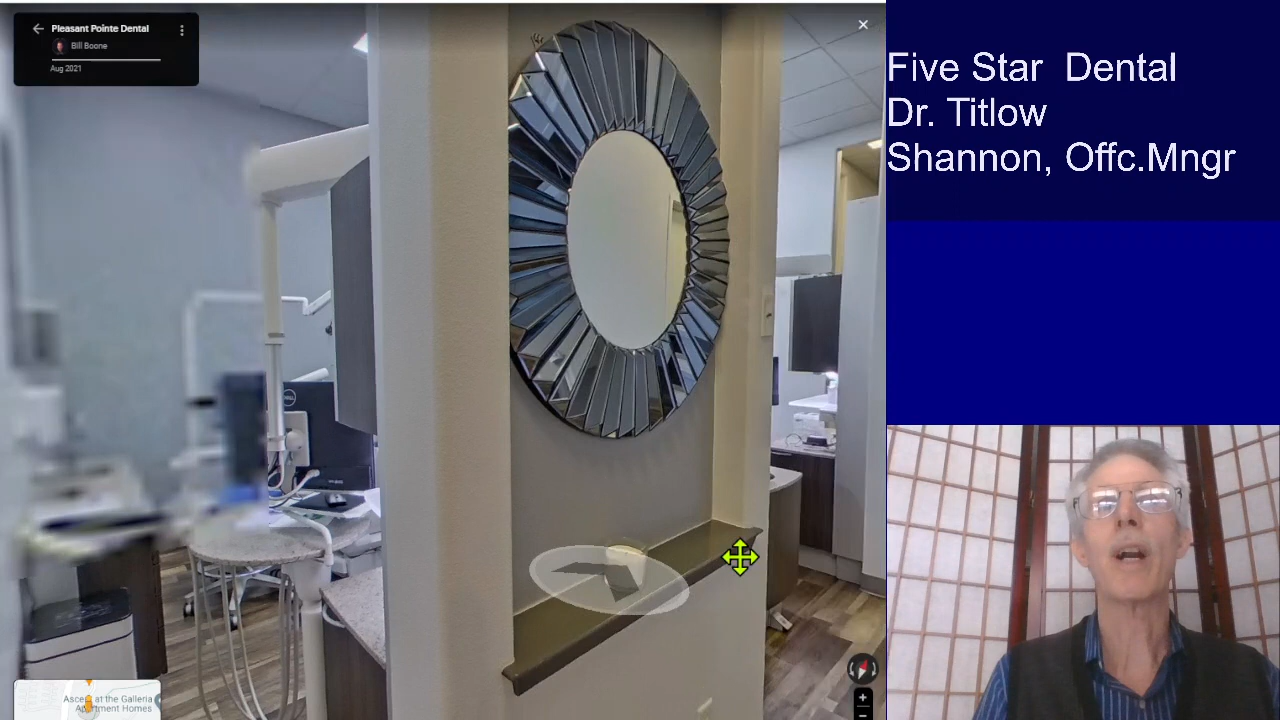 Pleasant Pointe Dental
Bill Boone
Aug 2021
Five Star  Dental
Dr. Titlow
Shannon, Offc.Mngr
DELL
Ascent at the Galleria
Apartment Homes